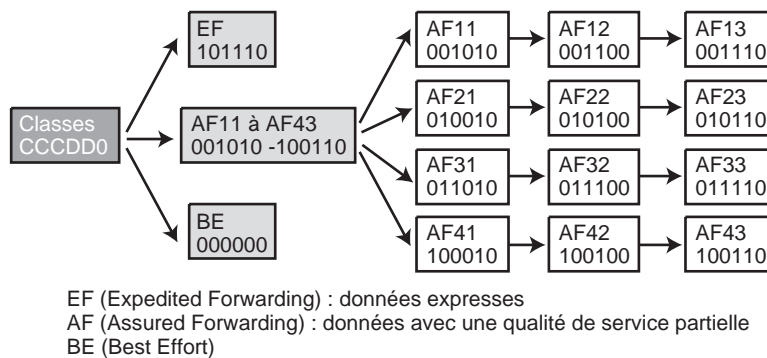 EF
101110
Classes
CCCDD0
AF11 à AF43
001010 -100110
BE
000000
AF11
001010
AF12
001100
AF13
001110
AF21
010010
AF22
010100
AF23
010110
AF31
011010
AF32
011100
AF33
011110
AF41
100010
AF42
100100
AF43
100110
EF (Expedited Forwarding) : données expresses
AF (Assured Forwarding) : données avec une qualité de service partielle
BE (Best Effort)